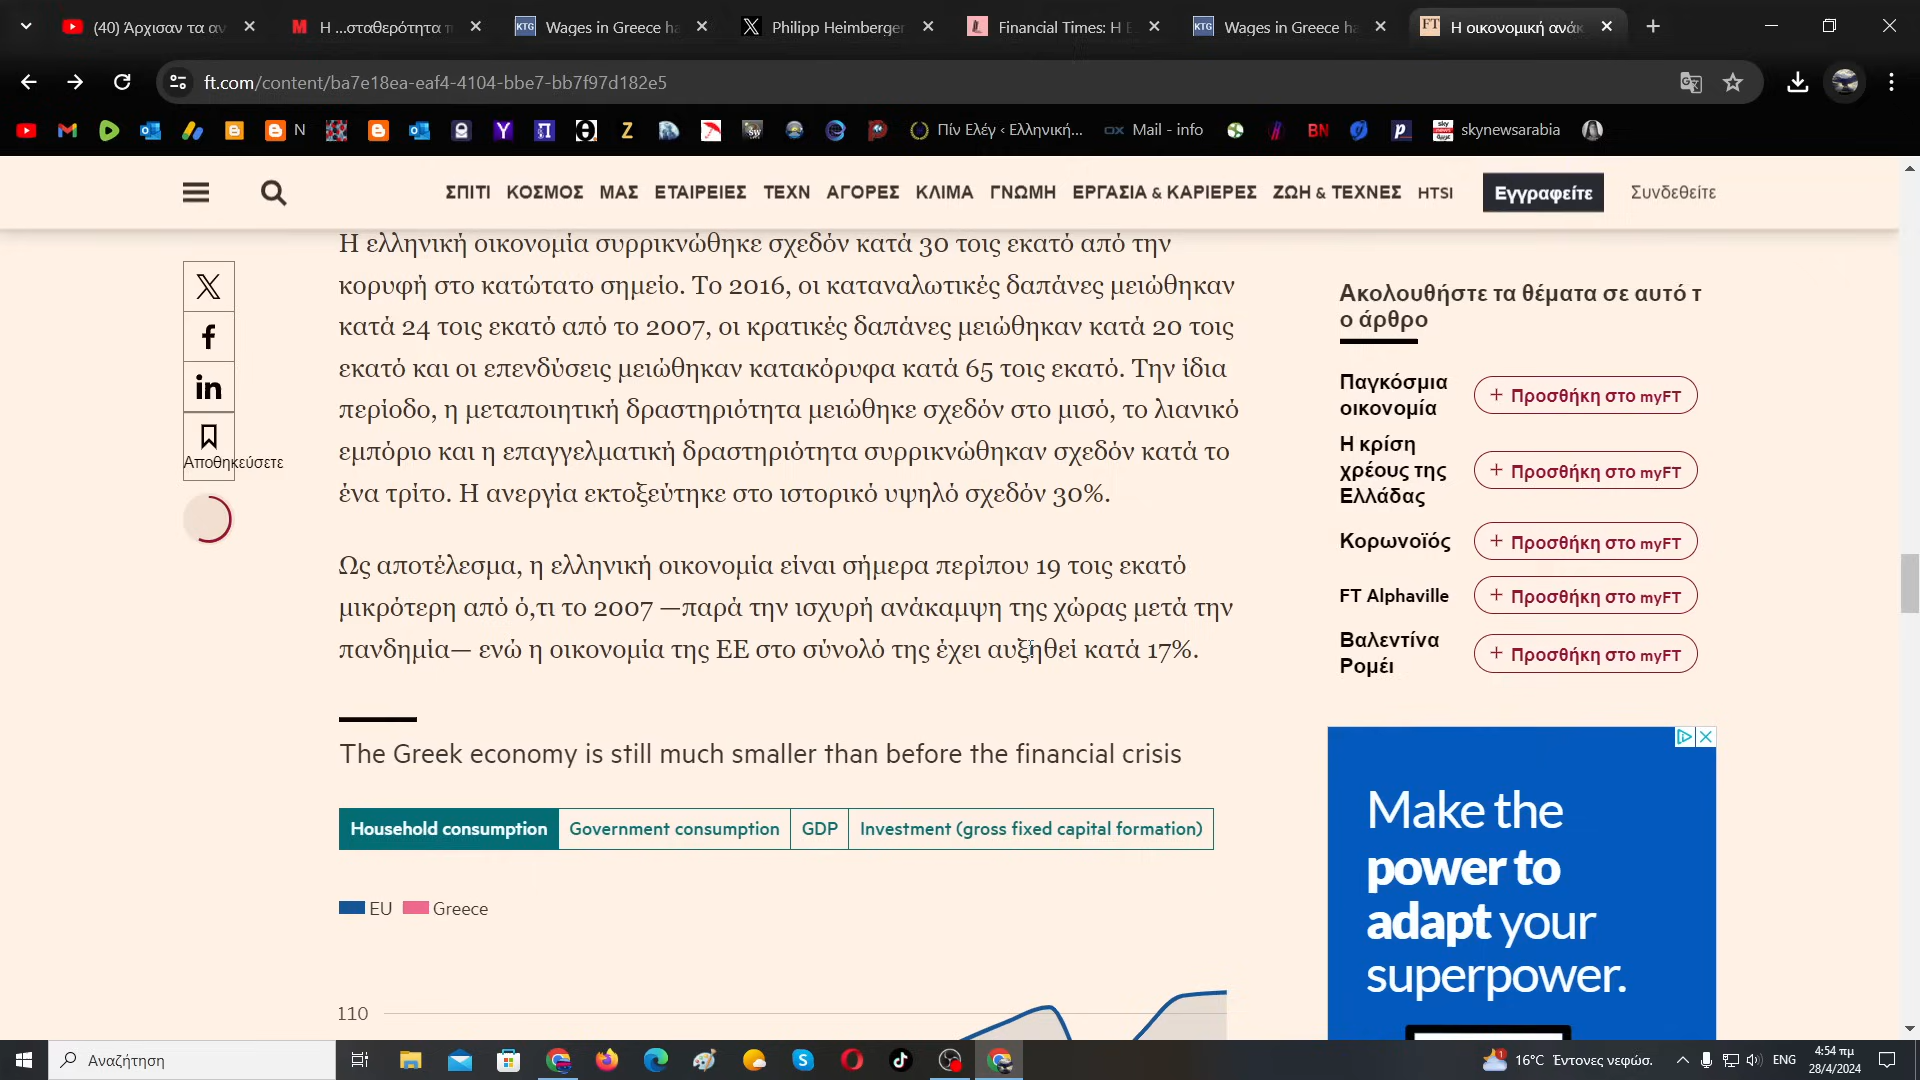 (40) Άρχισαν τα αν
Η ...σταθερότητα π
KTG Wages in Greece ha
Philipp Heimberger
Financial Times: Η Ε
KTG Wages in Greece ha
FT Η οικονομική ανάκ
ft.com/content/ba7e18ea-eaf4-4104-bbe7-bb7f97d182e5
N
Πίν Ελέγ ‹ Ελληνική...
OX Mail - info
BN
skynewsarabia
ΣΠΙΤΙ ΚΟΣΜΟΣ ΜΑΣ ΕΤΑΙΡΕΙΕΣ ΤΕΧΝ ΑΓΟΡΕΣ ΚΛΙΜΑ ΓΝΩΜΗ ΕΡΓΑΣΙΑ & ΚΑΡΙΕΡΕΣ ΖΩΗ & ΤΕΧΝΕΣ HTSI Εγγραφείτε Συνδεθείτε
Αποθηκεύσετε
Η ελληνική οικονομία συρρικνώθηκε σχεδόν κατά 30 τοις εκατό από την
κορυφή στο κατώτατο σημείο. Το 2016, οι καταναλωτικές δαπάνες μειώθηκαν
κατά 24 τοις εκατό από το 2007, οι κρατικές δαπάνες μειώθηκαν κατά 20 τοις
εκατό και οι επενδύσεις μειώθηκαν κατακόρυφα κατά 65 τοις εκατό. Την ίδια
περίοδο, η μεταποιητική δραστηριότητα μειώθηκε σχεδόν στο μισό, το λιανικό
εμπόριο και η επαγγελματική δραστηριότητα συρρικνώθηκαν σχεδόν κατά το
ένα τρίτο. Η ανεργία εκτοξεύτηκε στο ιστορικό υψηλό σχεδόν 30%.
Ως αποτέλεσμα, η ελληνική οικονομία είναι σήμερα περίπου 19 τοις εκατό
μικρότερη από ό,τι το 2007 —παρά την ισχυρή ανάκαμψη της χώρας μετά την
πανδημία— ενώ η οικονομία της ΕΕ στο σύνολό της έχει αυξηθεί κατά 17%.
The Greek economy is still much smaller than before the financial crisis
Household consumption Government consumption GDP Investment (gross fixed capital formation)
EU Greece
110
Ακολουθήστε τα θέματα σε αυτό τ
ο άρθρο
Παγκόσμια
οικονομία
+ Προσθήκη στο myFT
Η κρίση
χρέους της
Ελλάδας
+ Προσθήκη στο myFT
Κορωνοϊός
+ Προσθήκη στο myFT
FT Alphaville
+ Προσθήκη στο myFT
Βαλεντίνα
Ρομέι
+ Προσθήκη στο myFT
Make the
power to
adapt your
superpower.
Αναζήτηση
16°C Έντονες νεφώσ.
ENG
4:54 πμ
28/4/2024